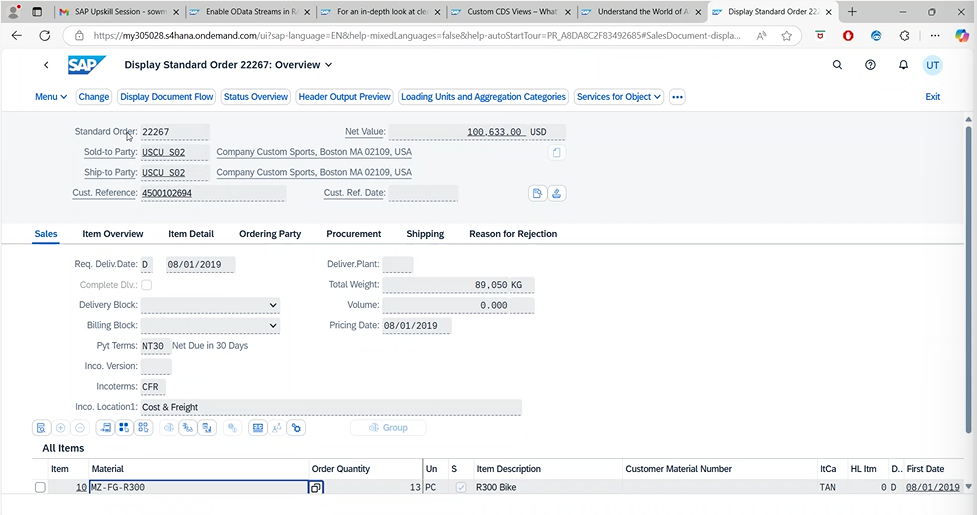 SAP Upskill Session - sowm
Enable OData Streams in RA
For an in-depth look at clea
Custom CDS Views – What'
Understand the World of A
Display Standard Order 222
https://my305028.s4hana.ondemand.com/ui?sap-language=EN&help-mixedLanguages=false&help-autoStartTour=PR_A8DA8C2F83492685#SalesDocument-displa...
SAP Display Standard Order 22267: Overview UT
Menu Change Display Document Flow Status Overview Header Output Preview Loading Units and Aggregation Categories Services for Object Exit
Standard Order: 22267 Net Value: 100,633.00 USD
Sold-to Party: USCU_S02 Company Custom Sports, Boston MA 02109, USA
Ship-to Party: USCU_S02 Company Custom Sports, Boston MA 02109, USA
Cust. Reference: 4500102694 Cust. Ref. Date:
Sales Item Overview Item Detail Ordering Party Procurement Shipping Reason for Rejection
Req. Deliv.Date: D 08/01/2019 Deliver.Plant:
Complete Dlv.: Total Weight: 89,050 KG
Delivery Block: Volume: 0.000
Billing Block: Pricing Date: 08/01/2019
Pyt Terms: NT30 Net Due in 30 Days
Inco. Version:
Incoterms: CFR
Inco. Location1: Cost & Freight
Group
All Items
Item Material Order Quantity Un S Item Description Customer Material Number ItCa HL Itm D.. First Date
10 MZ-FG-R300 13 PC R300 Bike TAN 0 D 08/01/2019